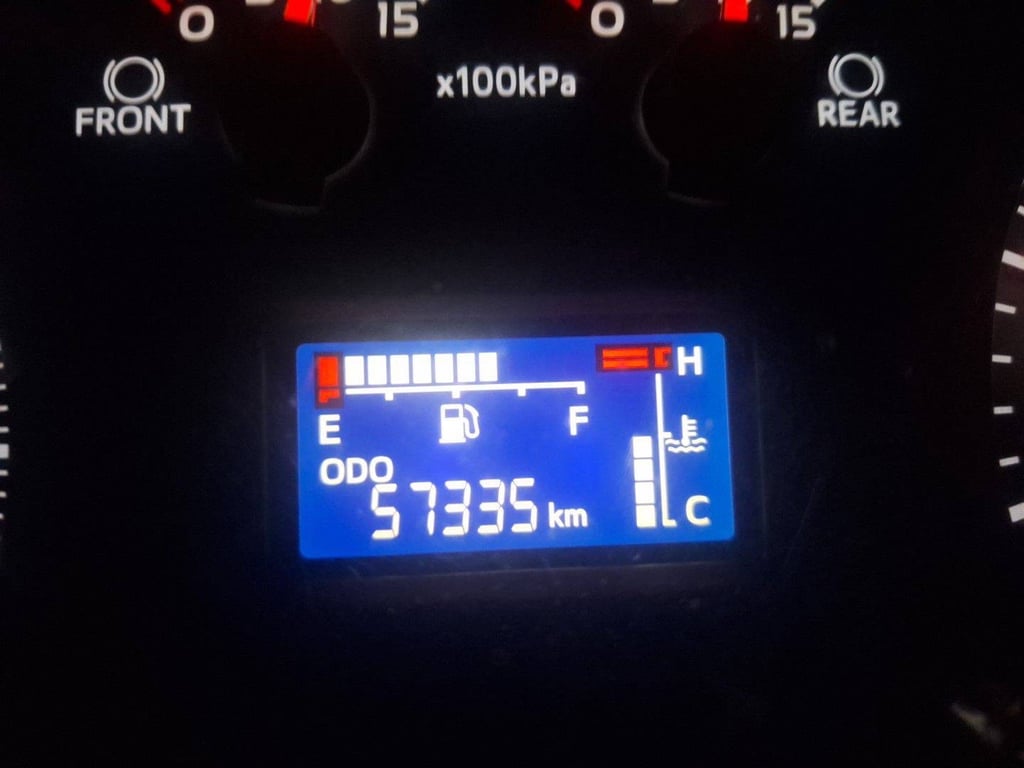 0 15 0 15
x100kPa
FRONT REAR
H
E F
ODO
57335 km C